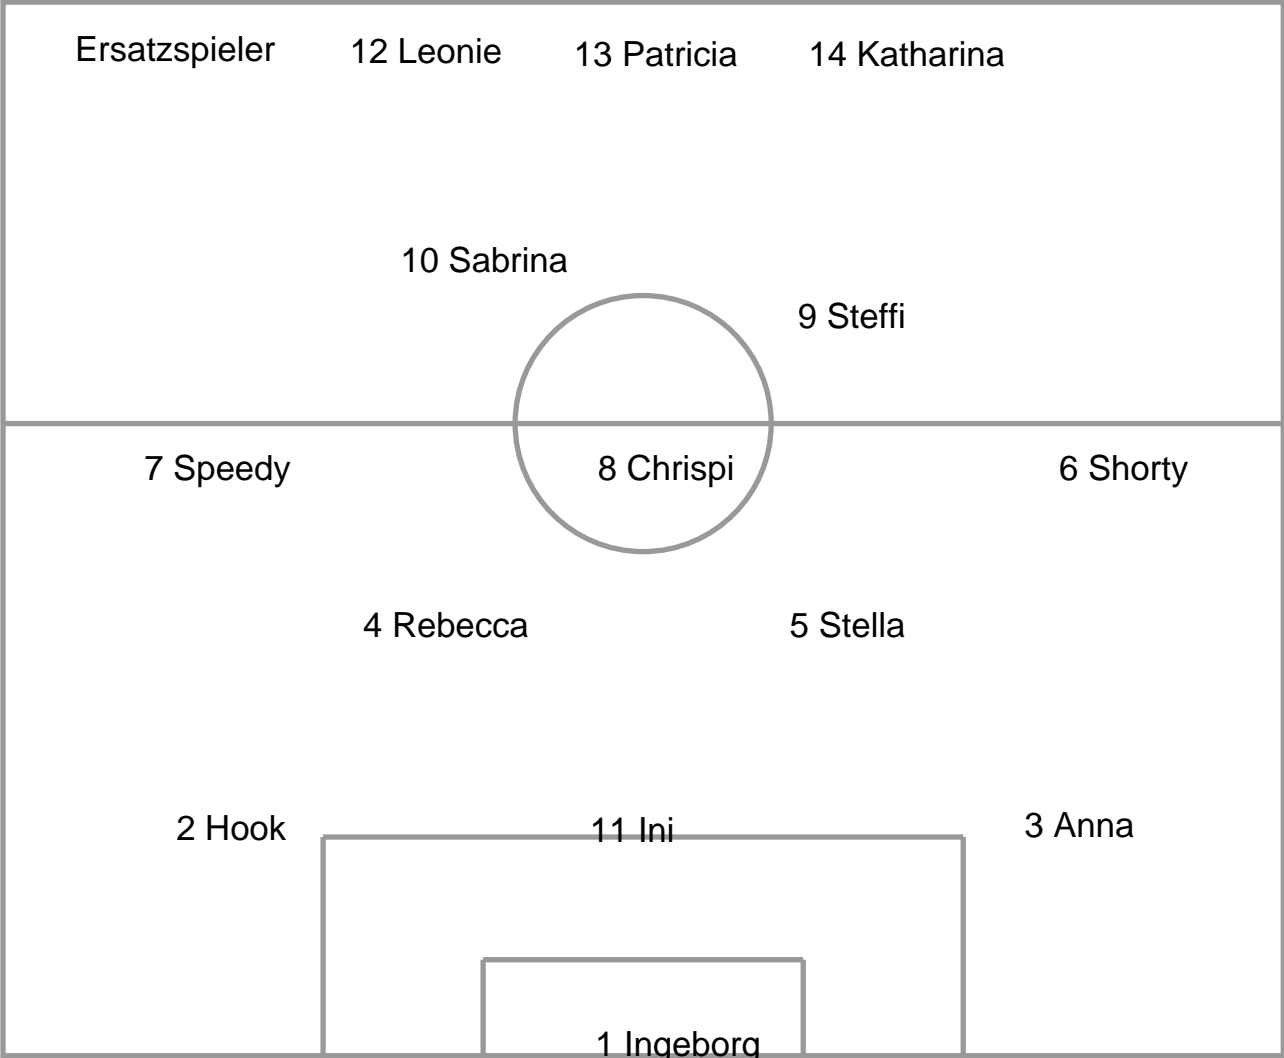 Ersatzspieler 12 Leonie 13 Patricia 14 Katharina
10 Sabrina
9 Steffi
7 Speedy 8 Chrispi 6 Shorty
4 Rebecca 5 Stella
2 Hook 11 Ini 3 Anna
1 Ingeborg